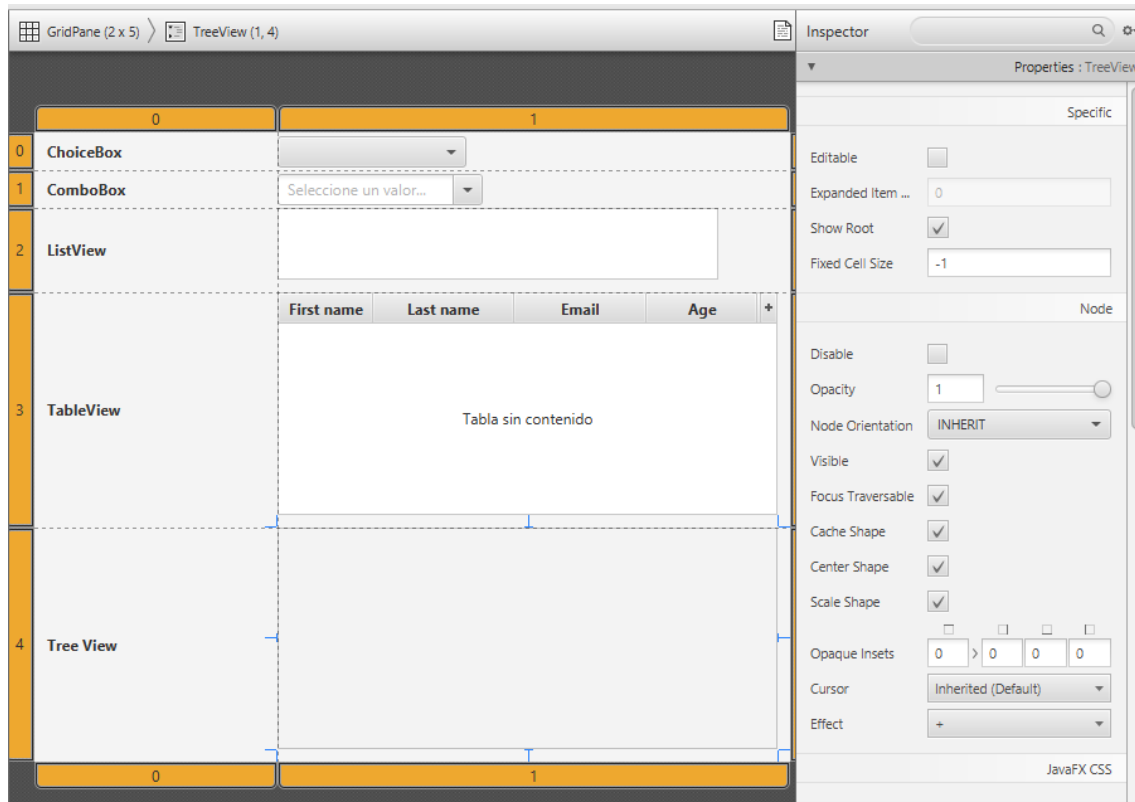 GridPane (2 x 5) TreeView (1, 4)
0 1
0 ChoiceBox
1 ComboBox Seleccione un valor...
2 ListView
First name Last name Email Age +
3 TableView
Tabla sin contenido
4 Tree View
0 1
Inspector
Properties : TreeView
Specific
Editable
Expanded Item ... 0
Show Root
Fixed Cell Size -1
Node
Disable
Opacity 1
Node Orientation INHERIT
Visible
Focus Traversable
Cache Shape
Center Shape
Scale Shape
Opaque Insets 0 > 0 0 0
Cursor Inherited (Default)
Effect +
JavaFX CSS